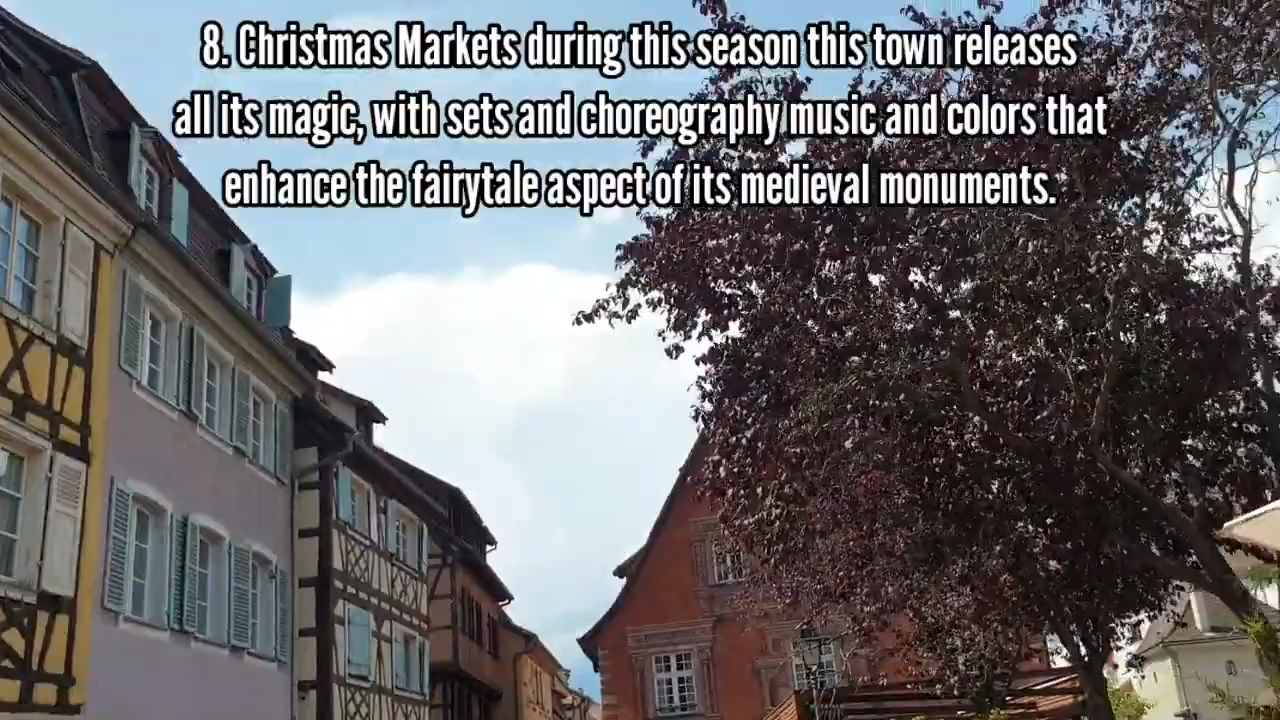 8. Christmas Markets during this season this town releases
all its magic, with sets and choreography music and colors that
enhance the fairytale aspect of its medieval monuments.